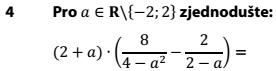 4 Pro a ∈ R\{−2; 2} zjednodušte:
(2 + a) · (8/(4 − a²) − 2/(2 − a)) =